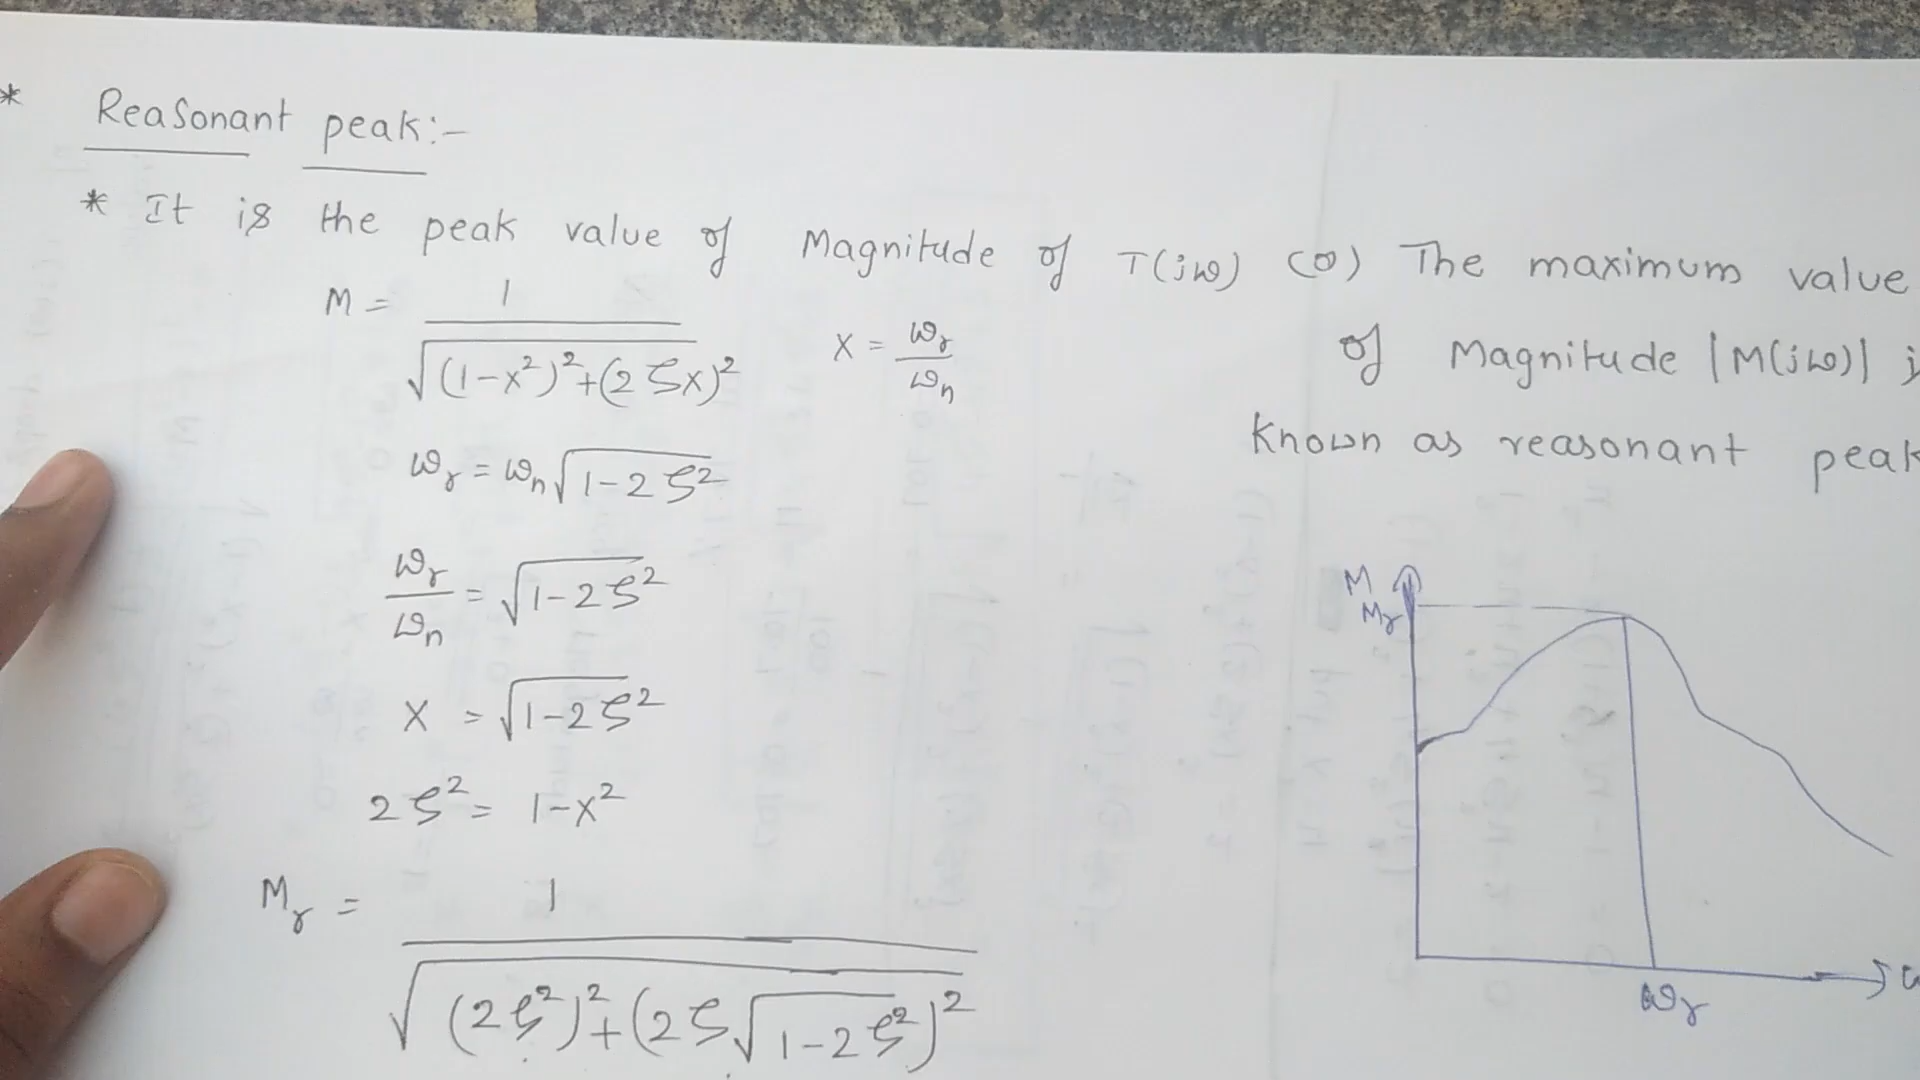 * Reasonant peak:-
* It is the peak value of Magnitude of T(jω) (or) The maximum value
of Magnitude |M(jω)| i
known as reasonant peak
M = 1 / √((1-x²)²+(2ζx)²)
x = ωr/ωn
ωr = ωn√(1-2ζ²)
ωr/ωn = √(1-2ζ²)
x = √(1-2ζ²)
2ζ² = 1-x²
Mr = 1 / √((2ζ²)²+(2ζ√(1-2ζ²))²)
M
Mr
ωr